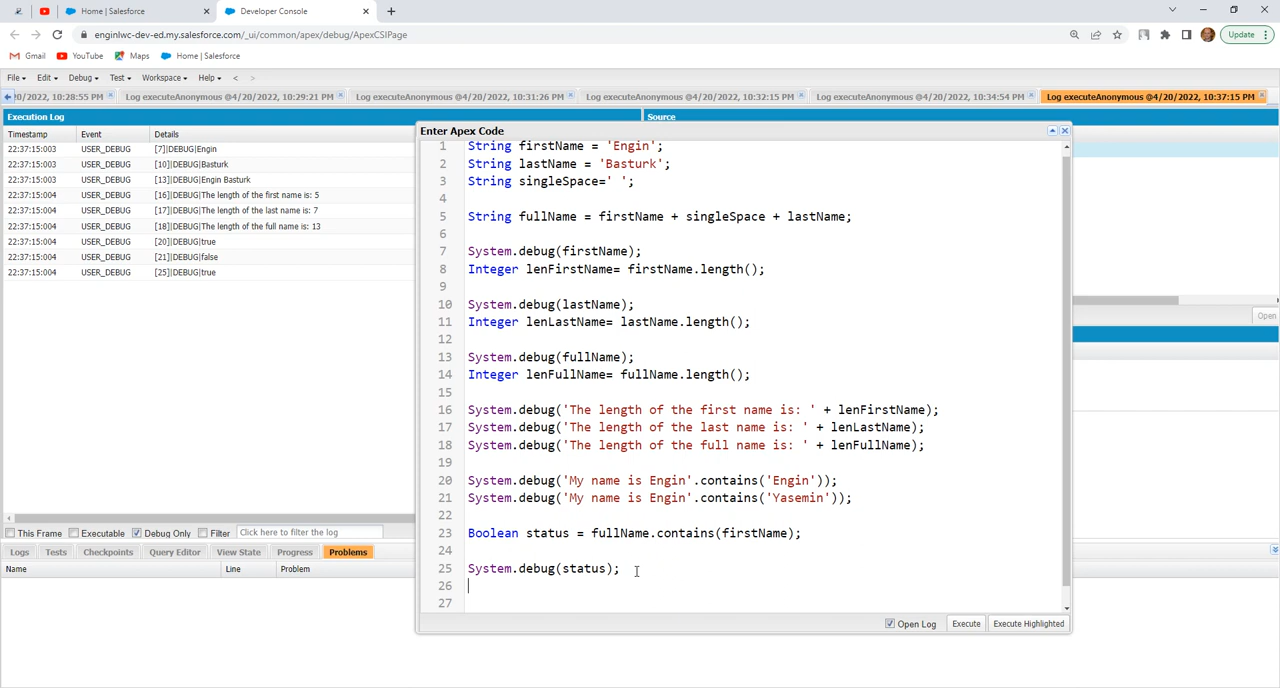 Home | Salesforce
Developer Console
enginlwc-dev-ed.my.salesforce.com/_ui/common/apex/debug/ApexCSIPage
Update
Gmail YouTube Maps Home | Salesforce
File Edit Debug Test Workspace Help < >
0/2022, 10:28:55 PM Log executeAnonymous @4/20/2022, 10:29:21 PM Log executeAnonymous @4/20/2022, 10:31:26 PM Log executeAnonymous @4/20/2022, 10:32:15 PM Log executeAnonymous @4/20/2022, 10:34:54 PM Log executeAnonymous @4/20/2022, 10:37:15 PM
Execution Log
Source
Timestamp Event Details
22:37:15:003 USER_DEBUG [7]|DEBUG|Engin
22:37:15:003 USER_DEBUG [10]|DEBUG|Basturk
22:37:15:003 USER_DEBUG [13]|DEBUG|Engin Basturk
22:37:15:004 USER_DEBUG [16]|DEBUG|The length of the first name is: 5
22:37:15:004 USER_DEBUG [17]|DEBUG|The length of the last name is: 7
22:37:15:004 USER_DEBUG [18]|DEBUG|The length of the full name is: 13
22:37:15:004 USER_DEBUG [20]|DEBUG|true
22:37:15:004 USER_DEBUG [21]|DEBUG|false
22:37:15:004 USER_DEBUG [25]|DEBUG|true
Enter Apex Code
1 String firstName = 'Engin';
2 String lastName = 'Basturk';
3 String singleSpace=' ';
4
5 String fullName = firstName + singleSpace + lastName;
6
7 System.debug(firstName);
8 Integer lenFirstName= firstName.length();
9
10 System.debug(lastName);
11 Integer lenLastName= lastName.length();
12
13 System.debug(fullName);
14 Integer lenFullName= fullName.length();
15
16 System.debug('The length of the first name is: ' + lenFirstName);
17 System.debug('The length of the last name is: ' + lenLastName);
18 System.debug('The length of the full name is: ' + lenFullName);
19
20 System.debug('My name is Engin'.contains('Engin'));
21 System.debug('My name is Engin'.contains('Yasemin'));
22
23 Boolean status = fullName.contains(firstName);
24
25 System.debug(status);
26
27
Open Log Execute Execute Highlighted
Open
This Frame Executable Debug Only Filter Click here to filter the log
Logs Tests Checkpoints Query Editor View State Progress Problems
Name Line Problem